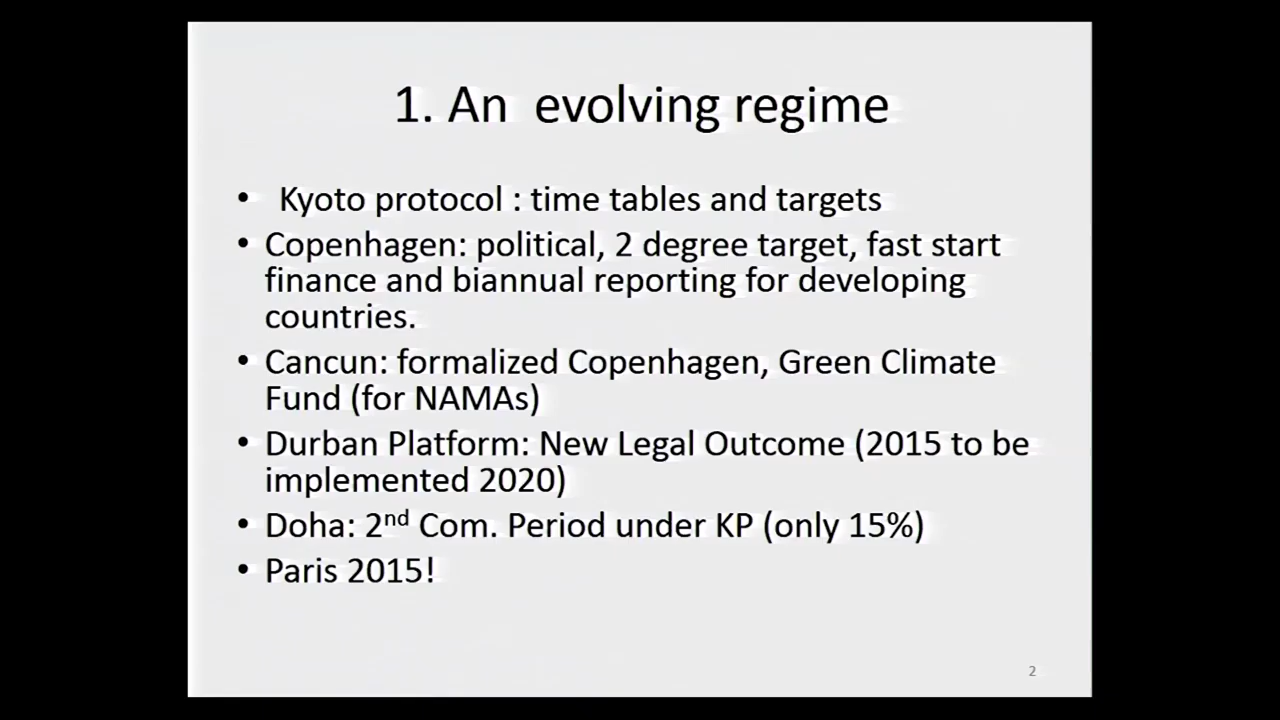 1. An evolving regime
• Kyoto protocol : time tables and targets
• Copenhagen: political, 2 degree target, fast start
finance and biannual reporting for developing
countries.
• Cancun: formalized Copenhagen, Green Climate
Fund (for NAMAs)
• Durban Platform: New Legal Outcome (2015 to be
implemented 2020)
• Doha: 2nd Com. Period under KP (only 15%)
• Paris 2015!
2